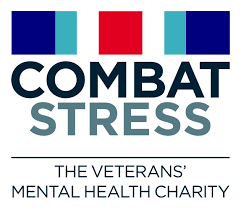 COMBAT
STRESS
THE VETERANS'
MENTAL HEALTH CHARITY